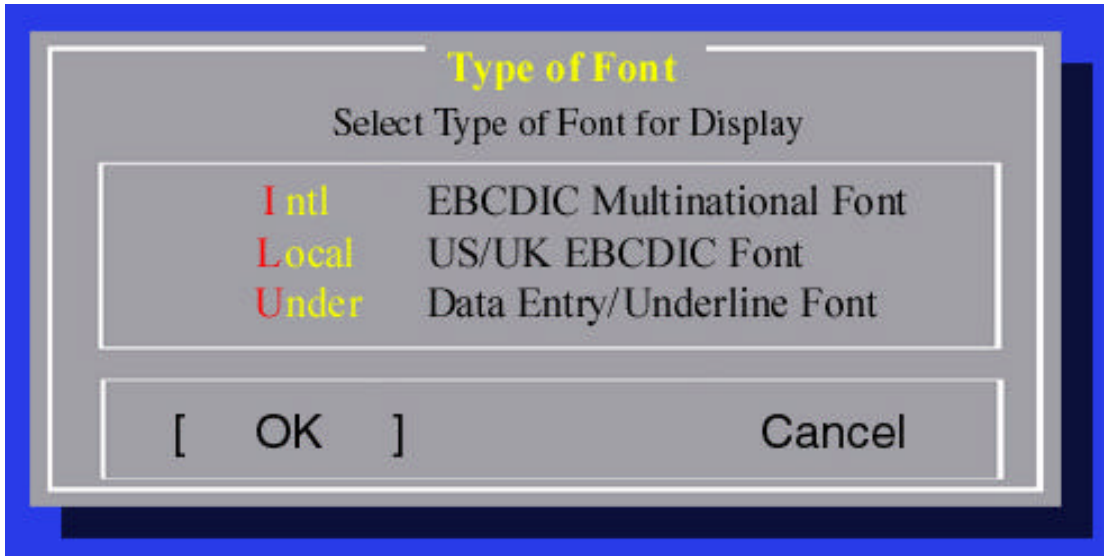 Type of Font
Select Type of Font for Display
Intl EBCDIC Multinational Font
Local US/UK EBCDIC Font
Under Data Entry/Underline Font
[ OK ] Cancel